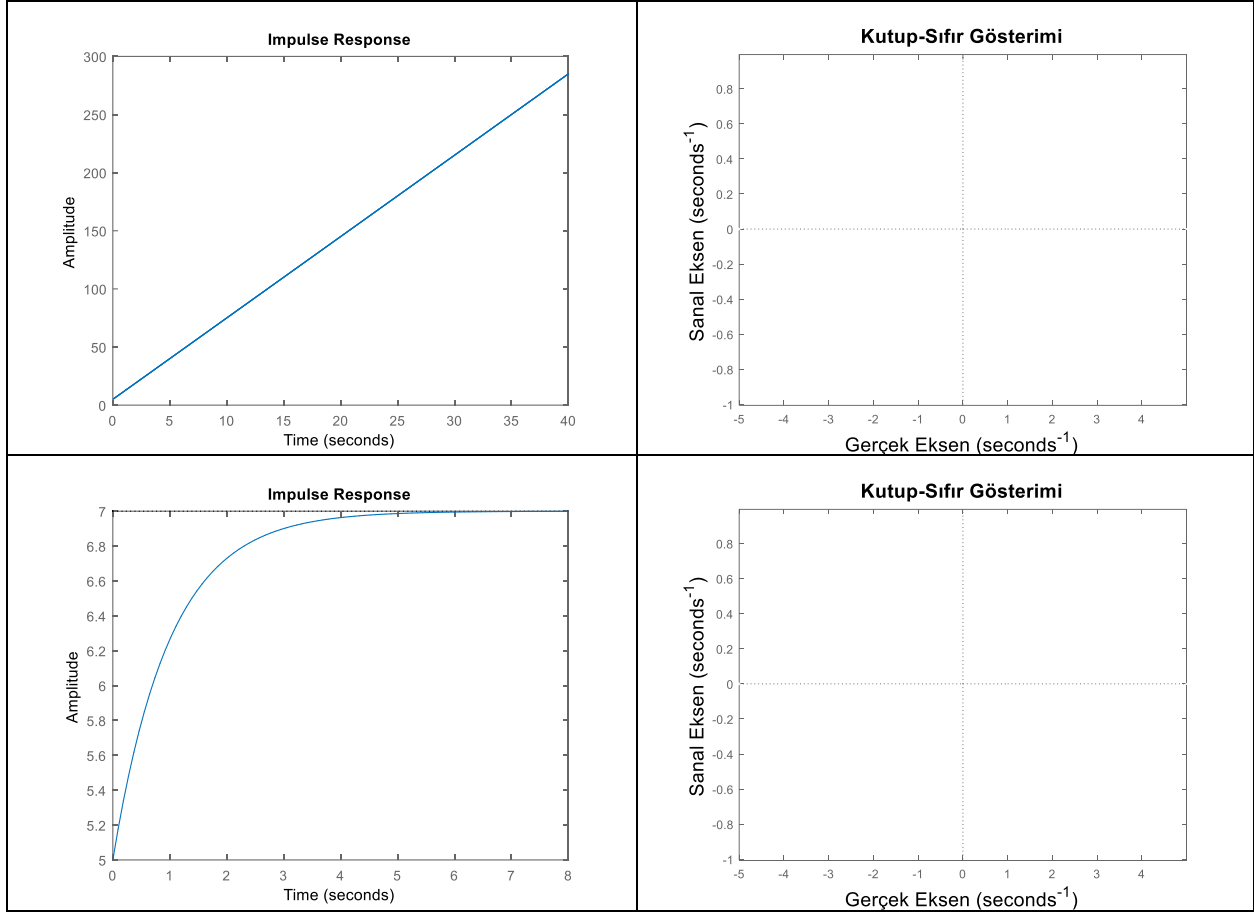 Impulse Response
300
250
200
150
100
50
0
Amplitude
0 5 10 15 20 25 30 35 40
Time (seconds)
Kutup-Sıfır Gösterimi
0.8
0.6
0.4
0.2
0
-0.2
-0.4
-0.6
-0.8
-1
Sanal Eksen (seconds⁻¹)
-5 -4 -3 -2 -1 0 1 2 3 4
Gerçek Eksen (seconds⁻¹)
Impulse Response
7
6.8
6.6
6.4
6.2
6
5.8
5.6
5.4
5.2
5
Amplitude
0 1 2 3 4 5 6 7 8
Time (seconds)
Kutup-Sıfır Gösterimi
0.8
0.6
0.4
0.2
0
-0.2
-0.4
-0.6
-0.8
-1
Sanal Eksen (seconds⁻¹)
-5 -4 -3 -2 -1 0 1 2 3 4
Gerçek Eksen (seconds⁻¹)